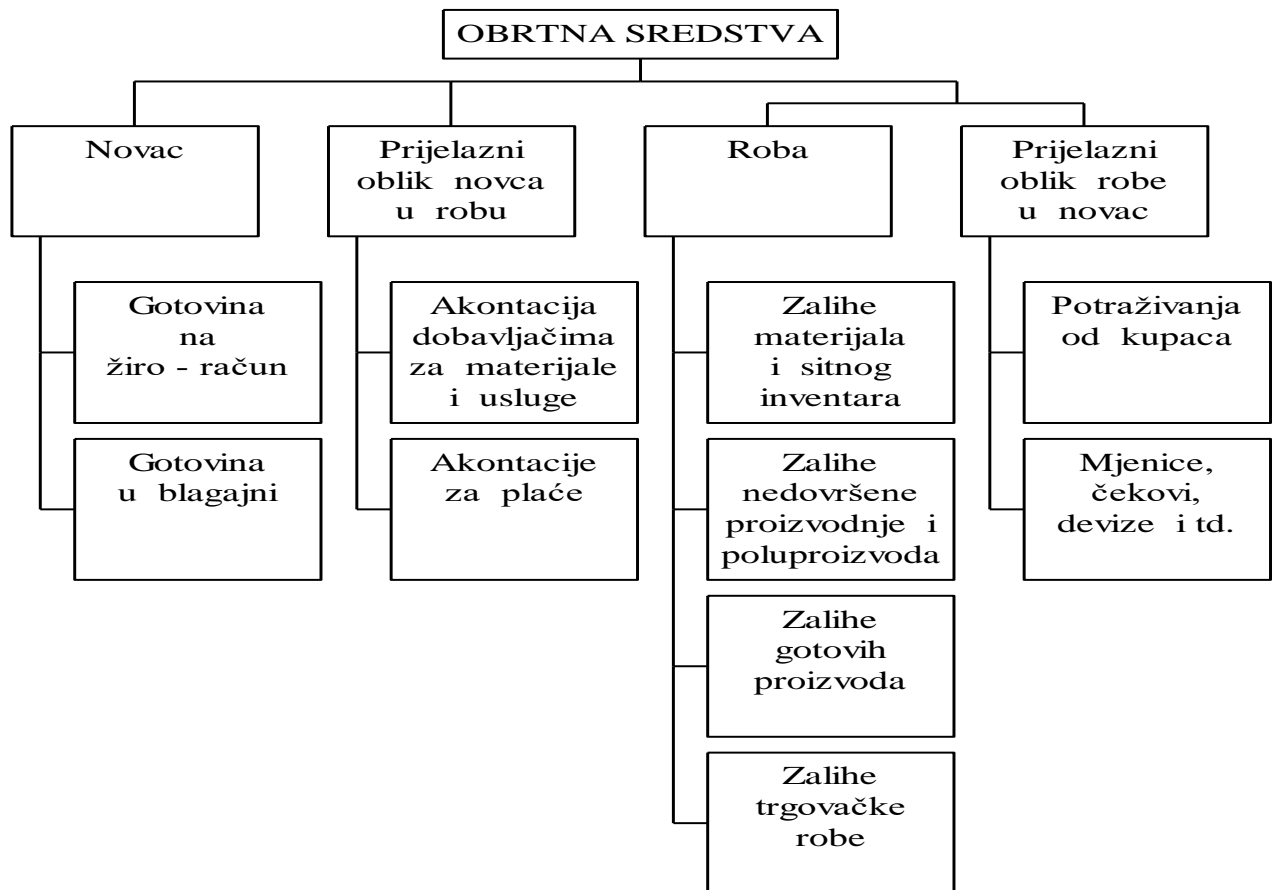 OBRTNA SREDSTVA
Novac
Prijelazni
oblik novca
u robu
Roba
Prijelazni
oblik robe
u novac
Gotovina
na
žiro - račun
Akontacija
dobavljačima
za materijale
i usluge
Zalihe
materijala
i sitnog
inventara
Potraživanja
od kupaca
Gotovina
u blagajni
Akontacije
za plaće
Zalihe
nedovršene
proizvodnje i
poluproizvoda
Mjenice,
čekovi,
devize i td.
Zalihe
gotovih
proizvoda
Zalihe
trgovačke
robe